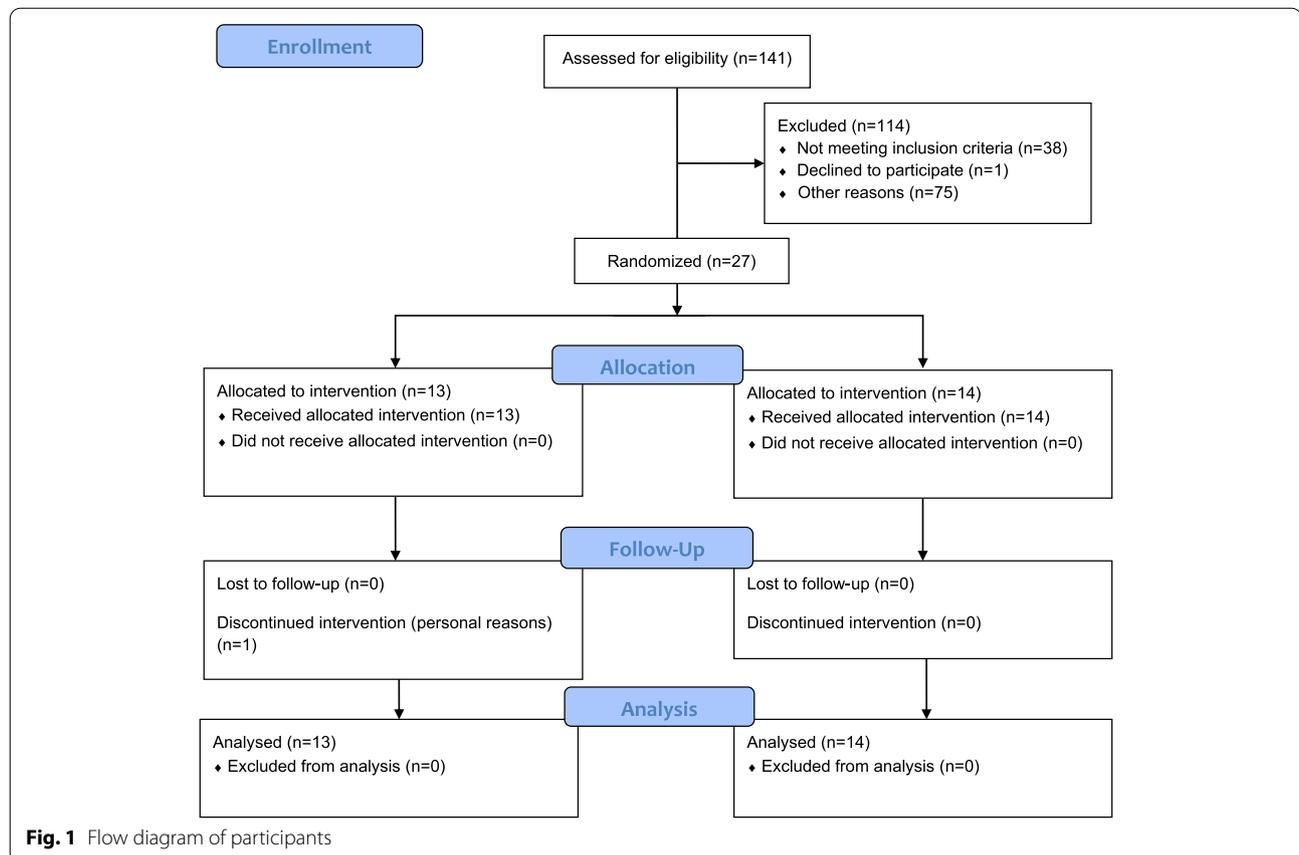 Enrollment
Assessed for eligibility (n=141)
Excluded (n=114)
♦ Not meeting inclusion criteria (n=38)
♦ Declined to participate (n=1)
♦ Other reasons (n=75)
Randomized (n=27)
Allocation
Allocated to intervention (n=13)
♦ Received allocated intervention (n=13)
♦ Did not receive allocated intervention (n=0)
Allocated to intervention (n=14)
♦ Received allocated intervention (n=14)
♦ Did not receive allocated intervention (n=0)
Follow-Up
Lost to follow-up (n=0)
Discontinued intervention (personal reasons)
(n=1)
Lost to follow-up (n=0)
Discontinued intervention (n=0)
Analysis
Analysed (n=13)
♦ Excluded from analysis (n=0)
Analysed (n=14)
♦ Excluded from analysis (n=0)
Fig. 1 Flow diagram of participants